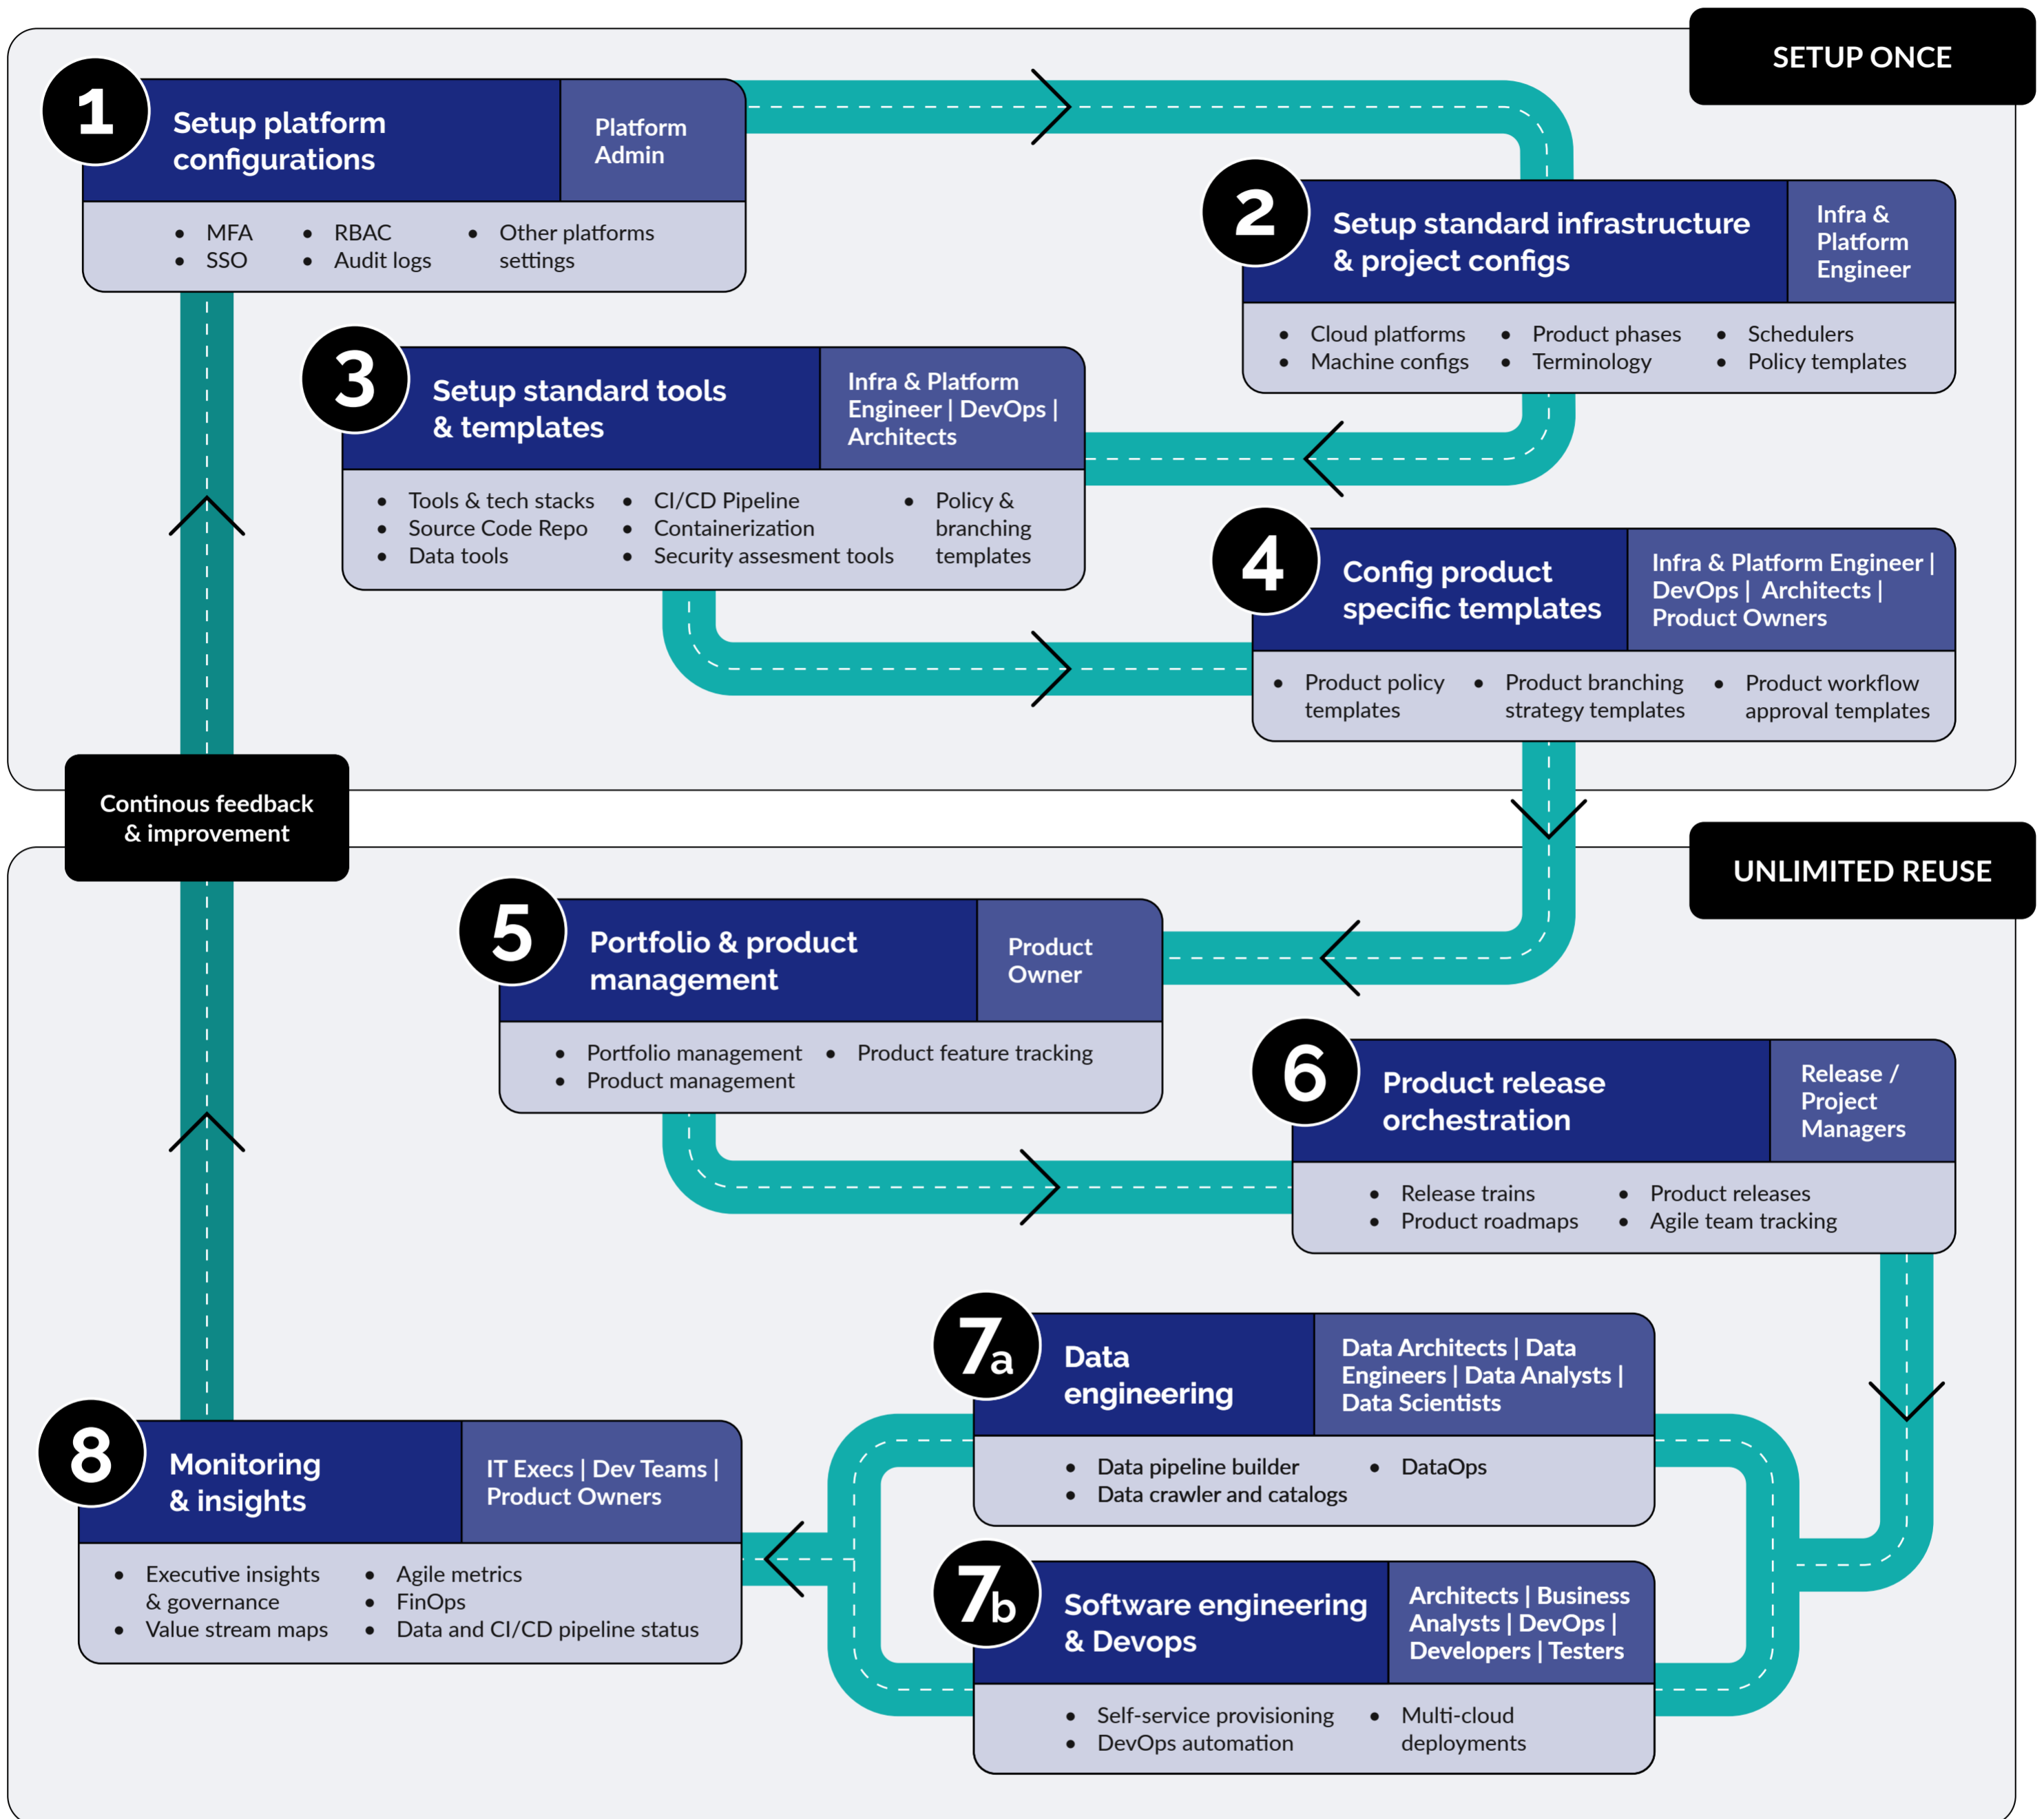 SETUP ONCE
1
Setup platform
configurations
Platform
Admin
• MFA
• SSO
• RBAC
• Audit logs
• Other platforms
settings
2
Setup standard infrastructure
& project configs
Infra &
Platform
Engineer
• Cloud platforms
• Machine configs
• Product phases
• Terminology
• Schedulers
• Policy templates
3
Setup standard tools
& templates
Infra & Platform
Engineer | DevOps |
Architects
• Tools & tech stacks
• Source Code Repo
• Data tools
• CI/CD Pipeline
• Containerization
• Security assesment tools
• Policy &
branching
templates
4
Config product
specific templates
Infra & Platform Engineer |
DevOps | Architects |
Product Owners
• Product policy
templates
• Product branching
strategy templates
• Product workflow
approval templates
Continous feedback
& improvement
UNLIMITED REUSE
5
Portfolio & product
management
Product
Owner
• Portfolio management
• Product management
• Product feature tracking
6
Product release
orchestration
Release /
Project
Managers
• Release trains
• Product roadmaps
• Product releases
• Agile team tracking
7a
Data
engineering
Data Architects | Data
Engineers | Data Analysts |
Data Scientists
• Data pipeline builder
• Data crawler and catalogs
• DataOps
7b
Software engineering
& Devops
Architects | Business
Analysts | DevOps |
Developers | Testers
• Self-service provisioning
• DevOps automation
• Multi-cloud
deployments
8
Monitoring
& insights
IT Execs | Dev Teams |
Product Owners
• Executive insights
& governance
• Value stream maps
• Agile metrics
• FinOps
• Data and CI/CD pipeline status